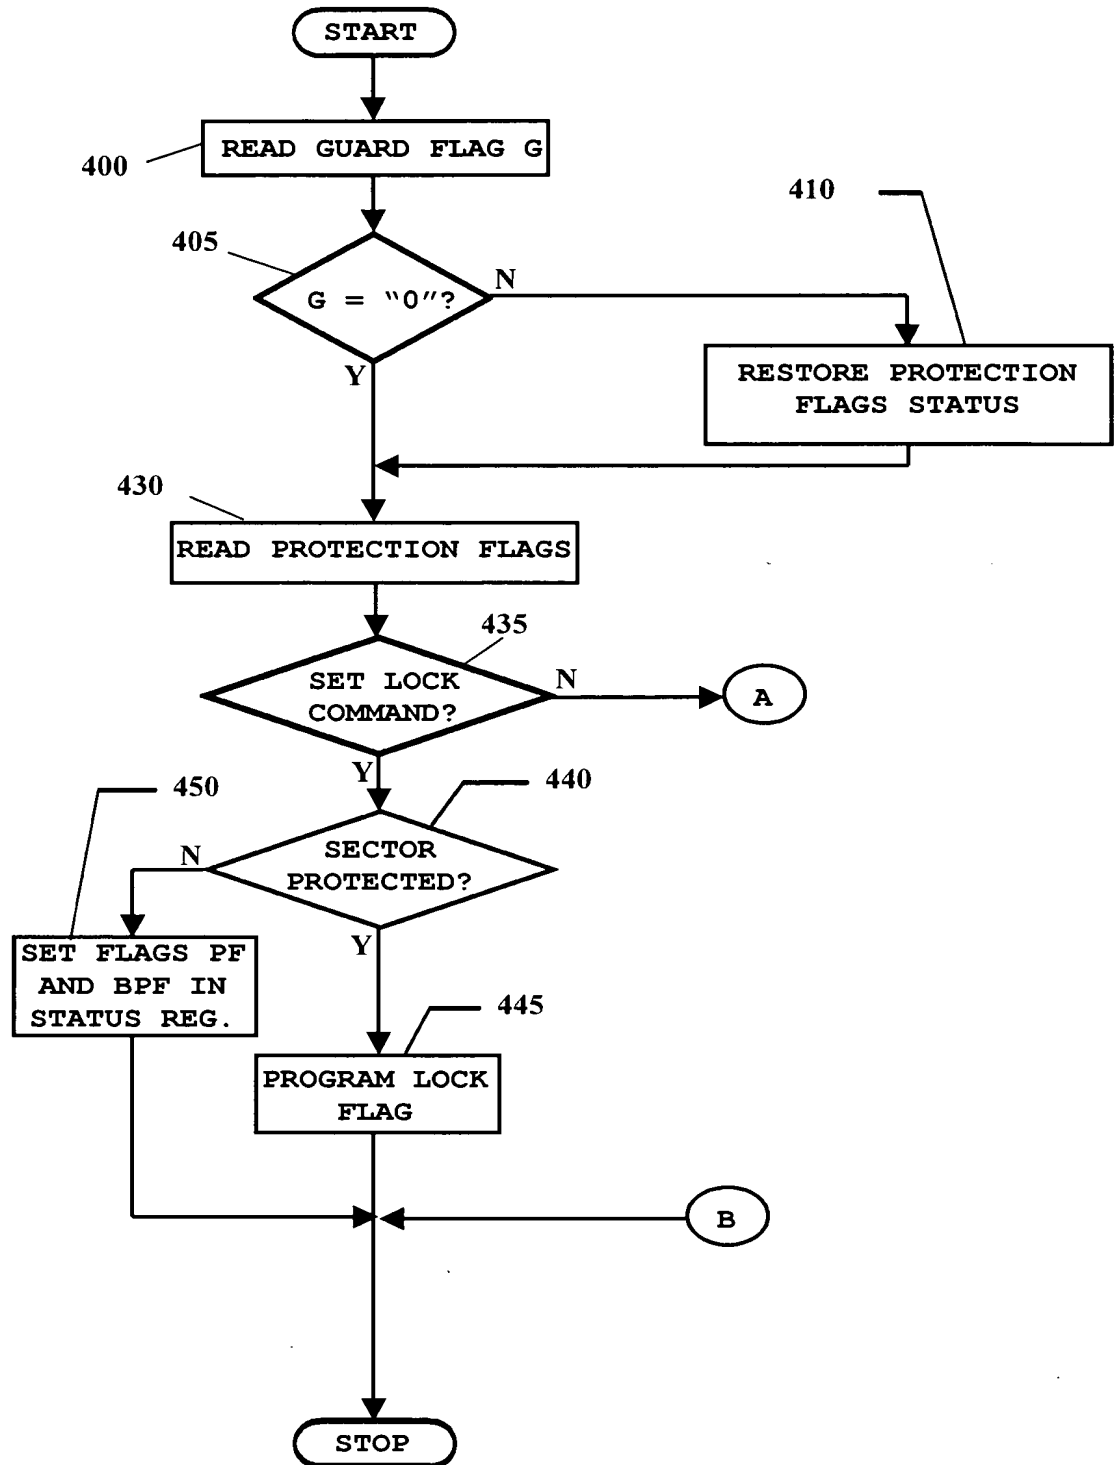 START
READ GUARD FLAG G
400
410
405
G = “0”?
N
Y
RESTORE PROTECTION
FLAGS STATUS
430
READ PROTECTION FLAGS
435
SET LOCK
COMMAND?
N
A
Y
450
440
SECTOR
PROTECTED?
N
Y
SET FLAGS PF
AND BPF IN
STATUS REG.
445
PROGRAM LOCK
FLAG
B
STOP